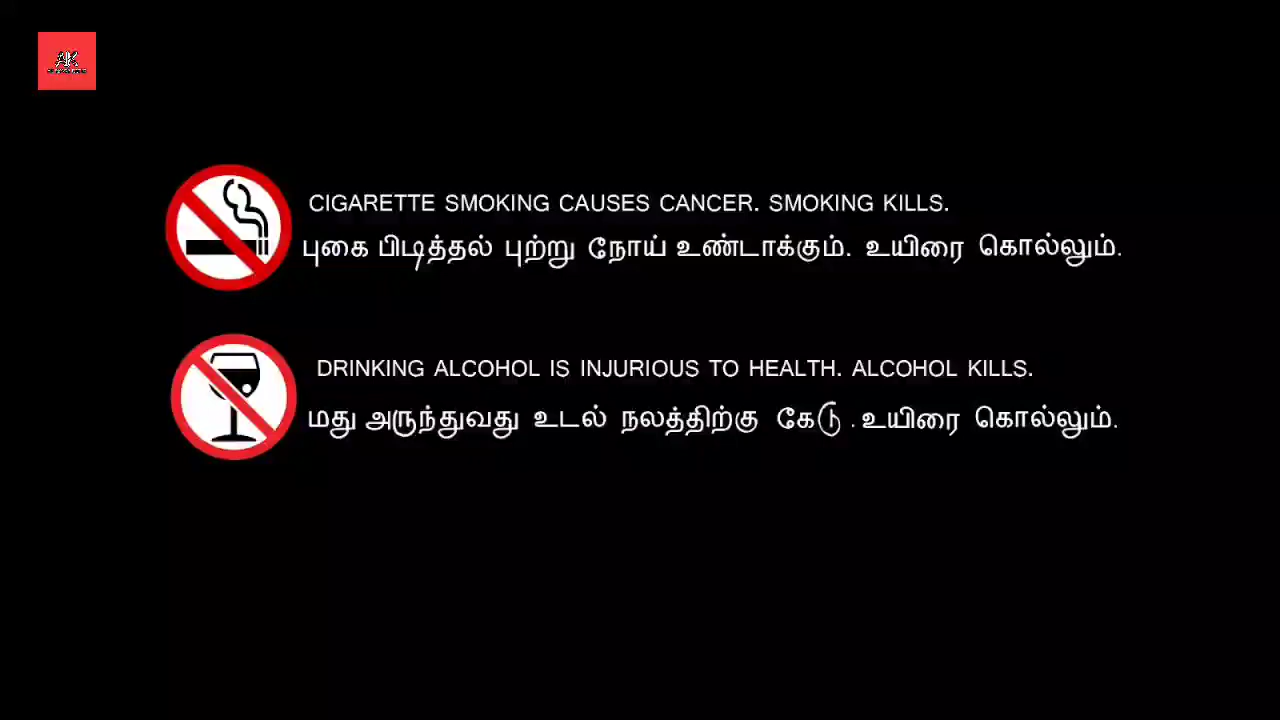 AK
CIGARETTE SMOKING CAUSES CANCER. SMOKING KILLS.
புகை பிடித்தல் புற்று நோய் உண்டாக்கும். உயிரை கொல்லும்.
DRINKING ALCOHOL IS INJURIOUS TO HEALTH. ALCOHOL KILLS.
மது அருந்துவது உடல் நலத்திற்கு கேடு . உயிரை கொல்லும்.